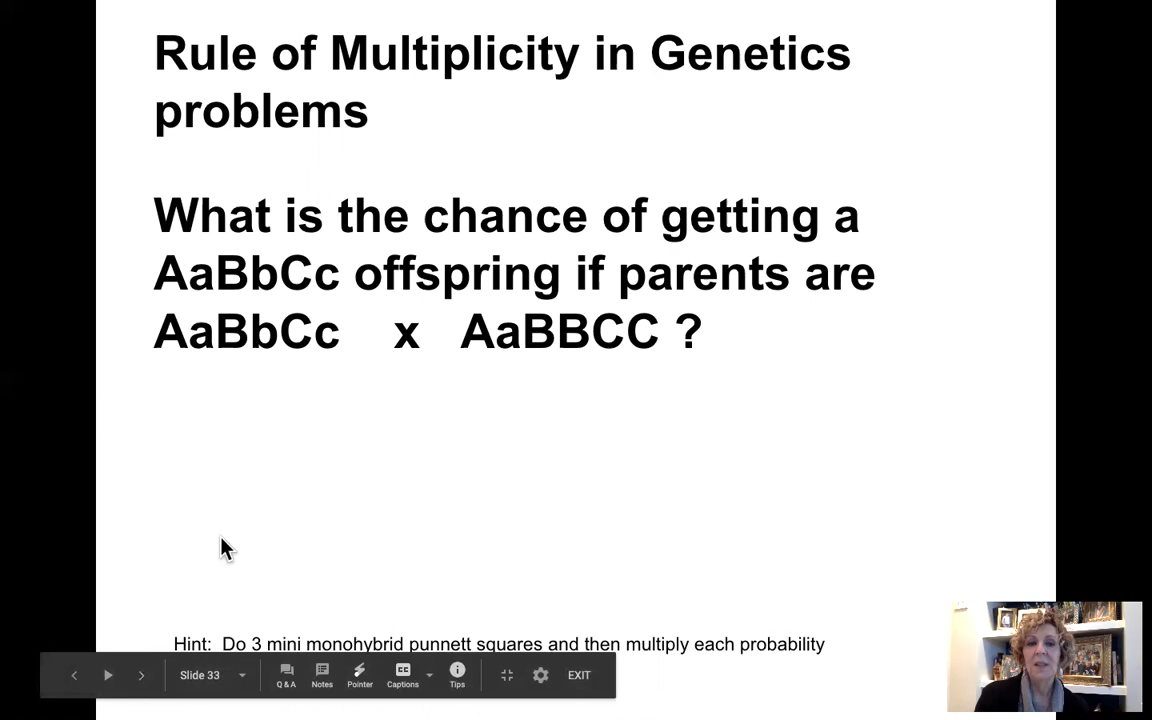 Rule of Multiplicity in Genetics
problems
What is the chance of getting a
AaBbCc offspring if parents are
AaBbCc x AaBBCC ?
Hint: Do 3 mini monohybrid punnett squares and then multiply each probability
Slide 33
Q & A
Notes
Pointer
CC
Captions
Tips
EXIT